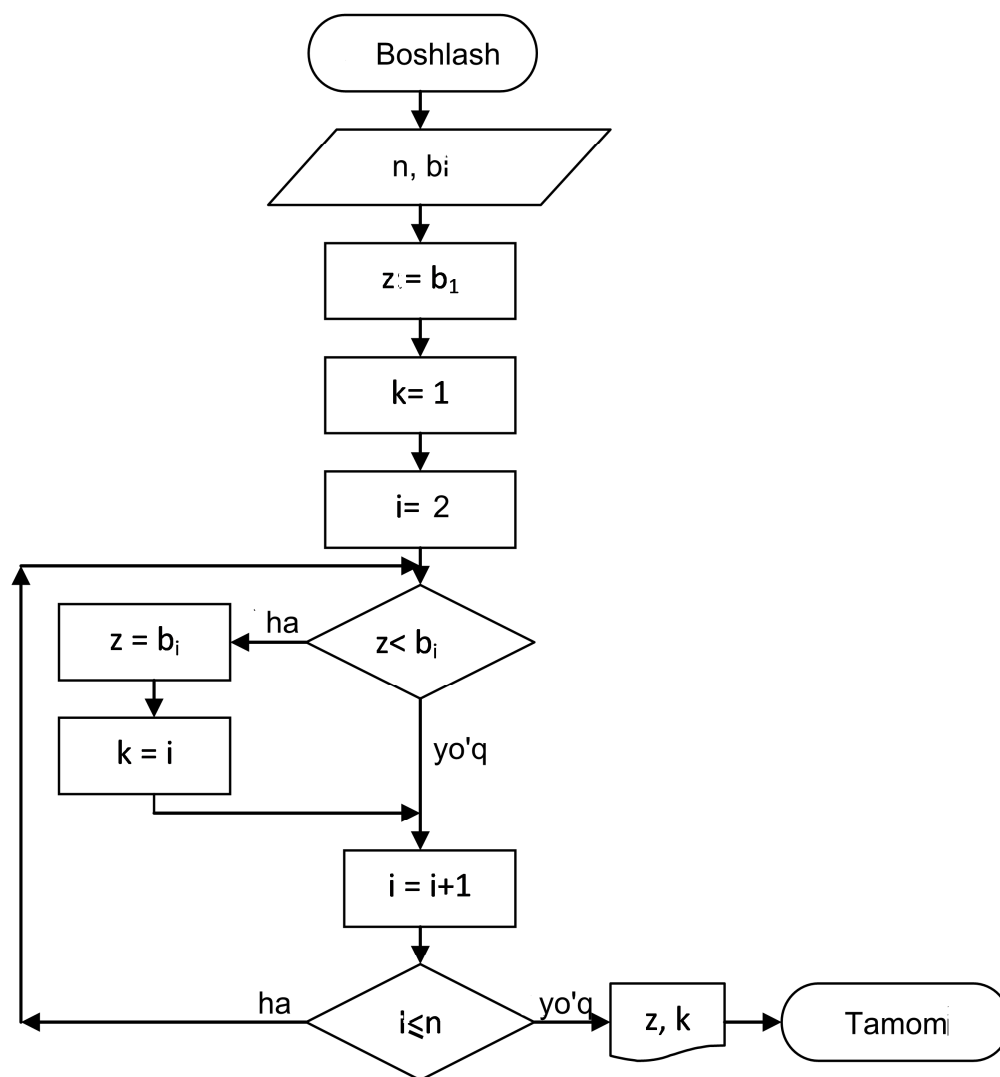 Boshlash
n, bi
z := b₁
k= 1
i= 2
ha
z< bᵢ
z = bᵢ
k = i
yo'q
i = i+1
ha
i⩽n
yo'q
z, k
Tamom